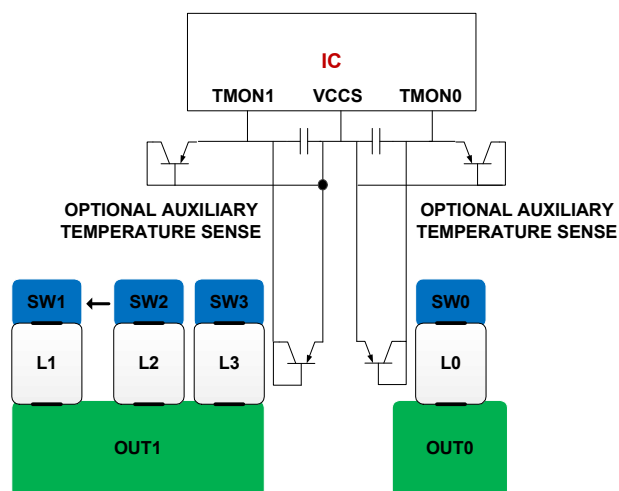 IC
TMON1 VCCS TMON0
OPTIONAL AUXILIARY
TEMPERATURE SENSE
OPTIONAL AUXILIARY
TEMPERATURE SENSE
SW1 SW2 SW3 SW0
L1 L2 L3 L0
OUT1 OUT0